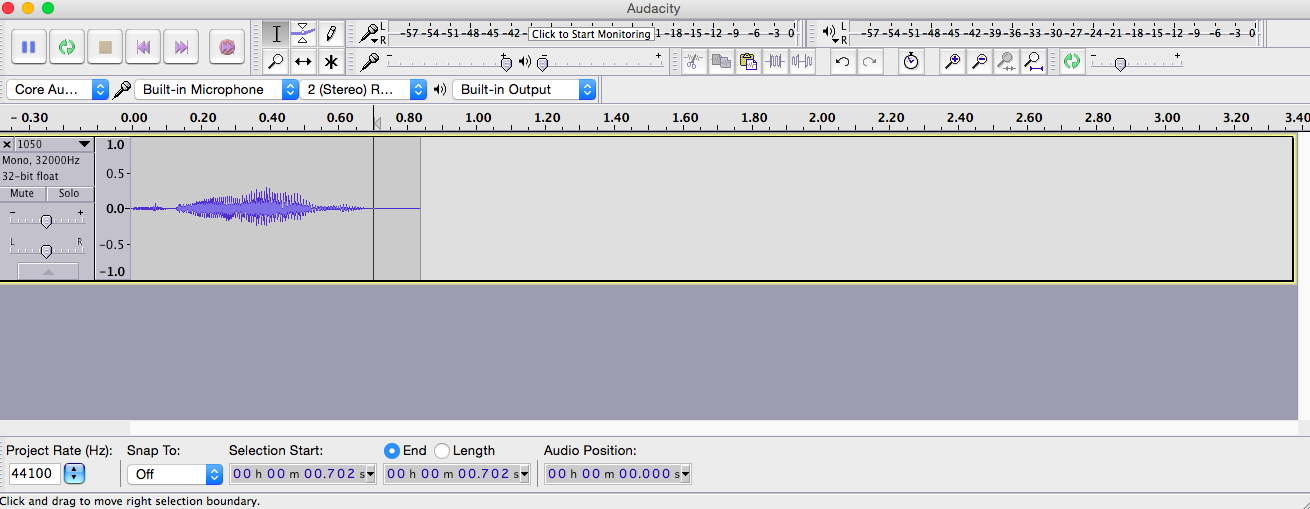 Audacity
L
R
-57-54-51-48-45-42- Click to Start Monitoring 1-18-15-12 -9 -6 -3 0
L
R
-57-54-51-48-45-42-39-36-33-30-27-24-21-18-15-12 -9 -6 -3 0
- +
- +
- +
Core Au... Built-in Microphone 2 (Stereo) R... Built-in Output
- 0.30 0.00 0.20 0.40 0.60 0.80 1.00 1.20 1.40 1.60 1.80 2.00 2.20 2.40 2.60 2.80 3.00 3.20 3.40
× 1050 1.0
Mono, 32000Hz
32-bit float 0.5-
Mute Solo
- + 0.0-
L R -0.5-
-1.0
Project Rate (Hz): Snap To: Selection Start: End Length Audio Position:
44100 Off 00 h 00 m 00.702 s 00 h 00 m 00.702 s 00 h 00 m 00.000 s
Click and drag to move right selection boundary.